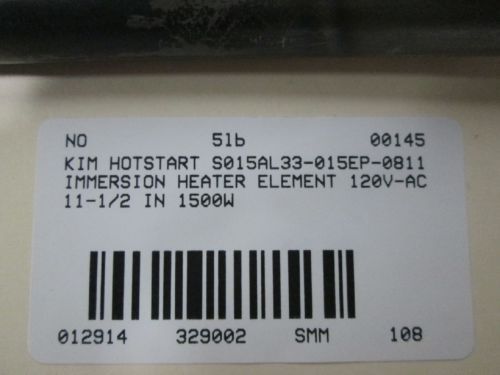 NO 5lb 00145
KIM HOTSTART S015AL33-015EP-0811
IMMERSION HEATER ELEMENT 120V-AC
11-1/2 IN 1500W
012914 329002 SMM 108